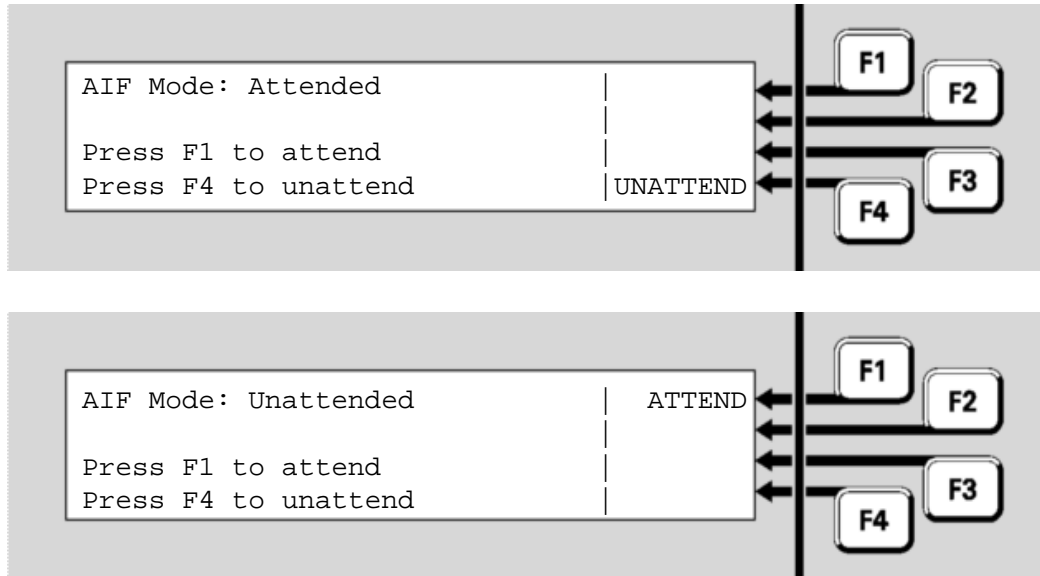 AIF Mode: Attended |
|
Press F1 to attend |
Press F4 to unattend |UNATTEND
F1
F2
F3
F4
AIF Mode: Unattended | ATTEND
|
Press F1 to attend |
Press F4 to unattend |
F1
F2
F3
F4